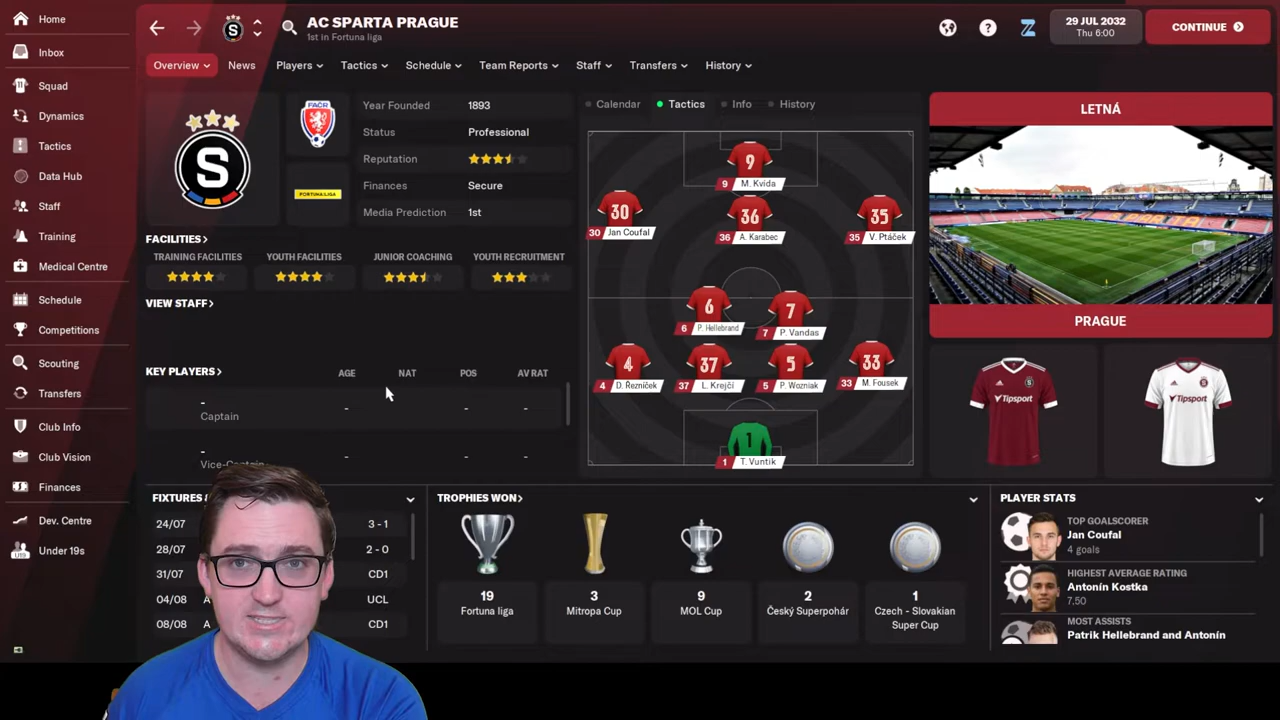 Home
Inbox
Squad
Dynamics
Tactics
Data Hub
Staff
Training
Medical Centre
Schedule
Competitions
Scouting
Transfers
Club Info
Club Vision
Finances
Dev. Centre
Under 19s
AC SPARTA PRAGUE
1st in Fortuna liga
29 JUL 2032
Thu 6:00
CONTINUE
Overview
News
Players
Tactics
Schedule
Team Reports
Staff
Transfers
History
Year Founded 1893
Status Professional
Reputation
Finances Secure
Media Prediction 1st
S
FAČR
FORTUNA:LIGA
FACILITIES
TRAINING FACILITIES
YOUTH FACILITIES
JUNIOR COACHING
YOUTH RECRUITMENT
VIEW STAFF
KEY PLAYERS AGE NAT POS AV RAT
- - - -
Captain
- - - -
Vice-Captain
Calendar
Tactics
Info
History
9
9 M. Kvida
30
30 Jan Coufal
36
36 A. Karabec
35
35 V. Ptáček
6
6 P. Hellebrand
7
7 P. Vandas
4
4 D. Řezníček
37
37 L. Krejčí
5
5 P. Wozniak
33
33 M. Fousek
1
1 T. Vuntik
LETNÁ
SPARTA
PRAGUE
Tipsport
Tipsport
FIXTURES &
24/07 3 - 1
28/07 2 - 0
31/07 CD1
04/08 A UCL
08/08 A CD1
TROPHIES WON
19
Fortuna liga
3
Mitropa Cup
9
MOL Cup
2
Český Superpohár
1
Czech - Slovakian
Super Cup
PLAYER STATS
TOP GOALSCORER
Jan Coufal
4 goals
HIGHEST AVERAGE RATING
Antonín Kostka
7.50
MOST ASSISTS
Patrik Hellebrand and Antonín